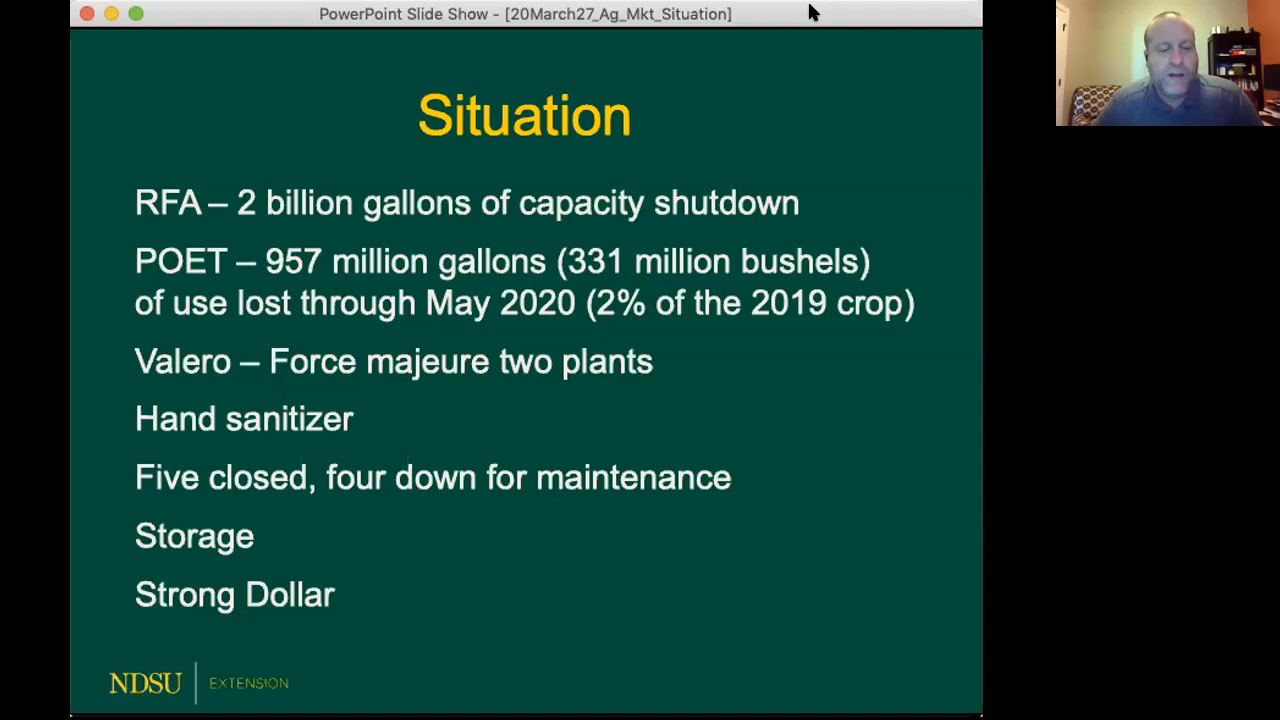 PowerPoint Slide Show - [20March27_Ag_Mkt_Situation]
Situation
RFA – 2 billion gallons of capacity shutdown
POET – 957 million gallons (331 million bushels)
of use lost through May 2020 (2% of the 2019 crop)
Valero – Force majeure two plants
Hand sanitizer
Five closed, four down for maintenance
Storage
Strong Dollar
NDSU EXTENSION